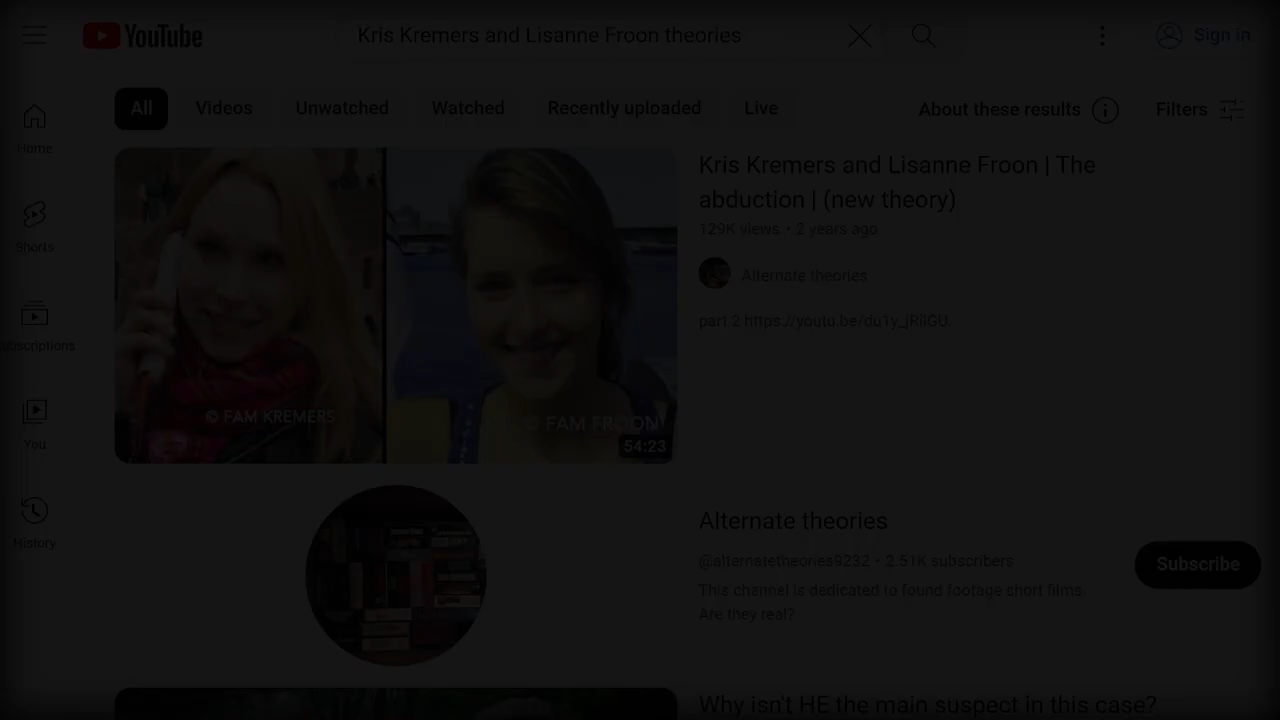 YouTube
Kris Kremers and Lisanne Froon theories
Sign in
All
Videos
Unwatched
Watched
Recently uploaded
Live
About these results
Filters
Home
Shorts
You
History
Kris Kremers and Lisanne Froon | The
abduction | (new theory)
129K views • 2 years ago
Alternate theories
part 2 https://youtu.be/du1y_jRiIGU
© FAM KREMERS
© FAM FROON
54:23
Alternate theories
@alternatetheories9232 • 2.51K subscribers
This channel is dedicated to found footage short films.
Are they real?
Subscribe
Why isn't HE the main suspect in this case?